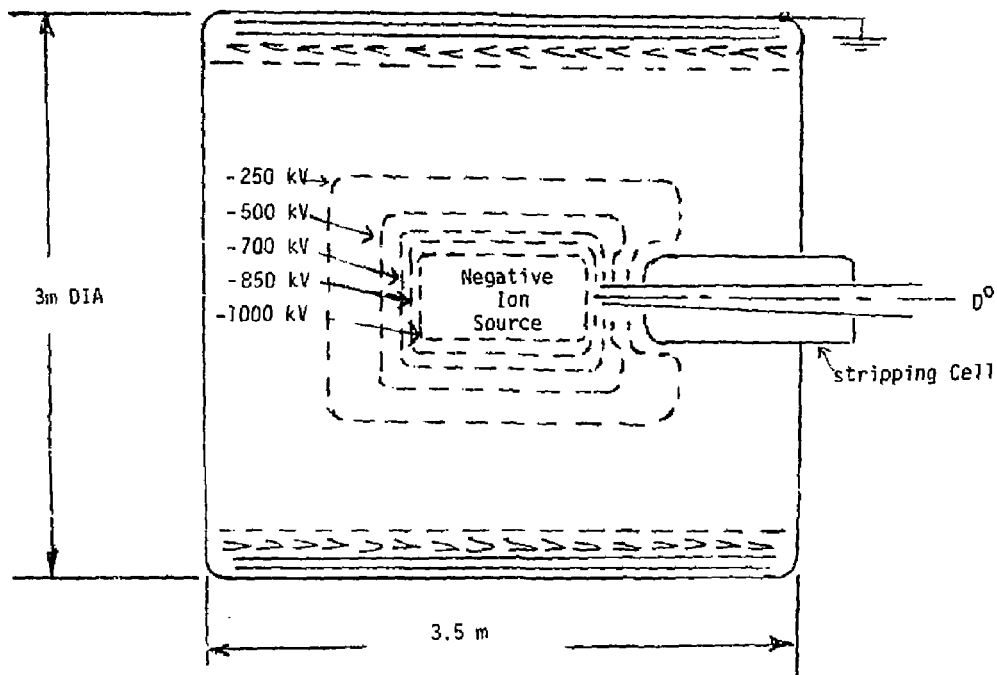 -250 kV
-500 kV
-700 kV
-850 kV
-1000 kV
Negative
Ion
Source
3m DIA
D⁰
stripping Cell
3.5 m